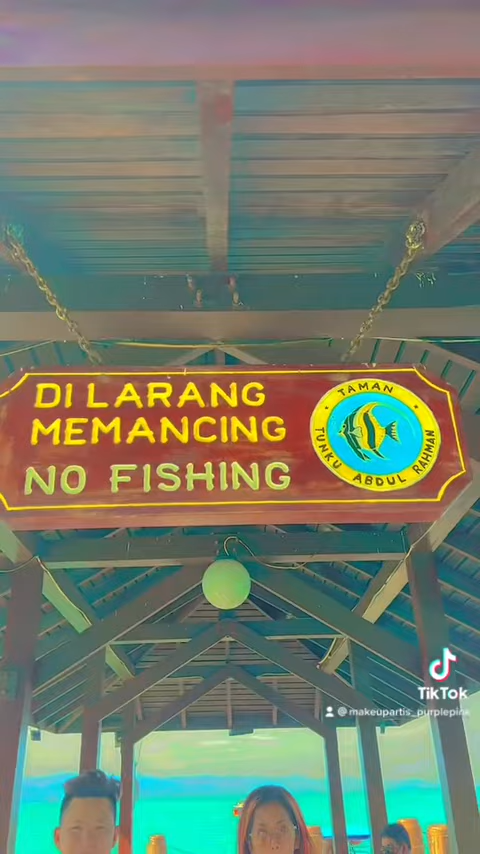 DI LARANG
MEMANCING
NO FISHING
TAMAN
TUNKU ABDUL RAHMAN
TikTok
@makeupartis_purplepink